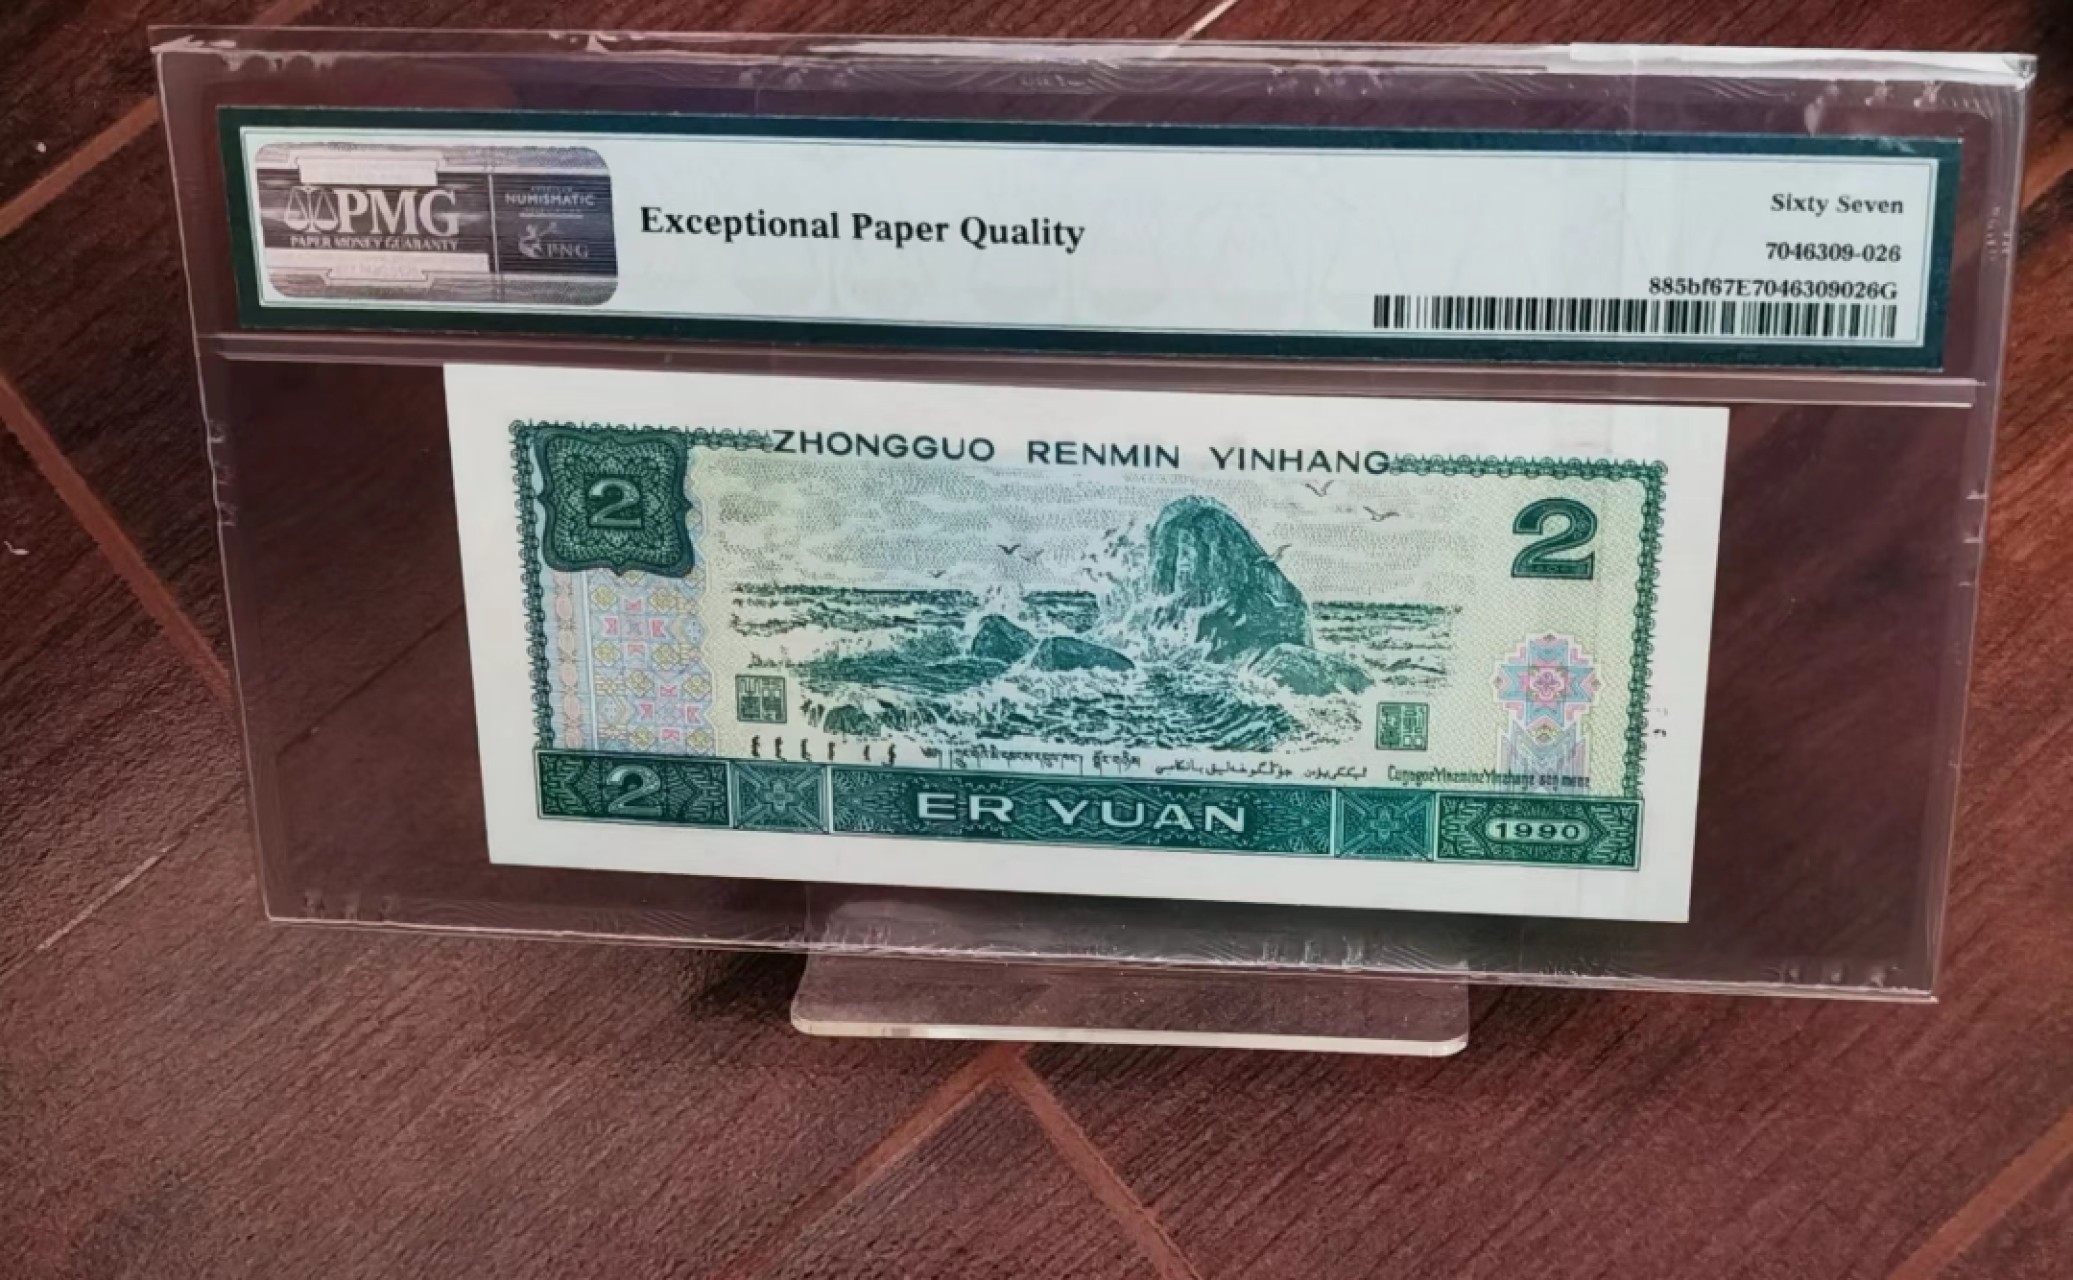 PMG
PAPER MONEY GUARANTY
NUMISMATIC
PNG
Exceptional Paper Quality
Sixty Seven
7046309-026
885bf67E7046309026G
ZHONGGUO RENMIN YINHANG
2
2
2
ER YUAN
1990